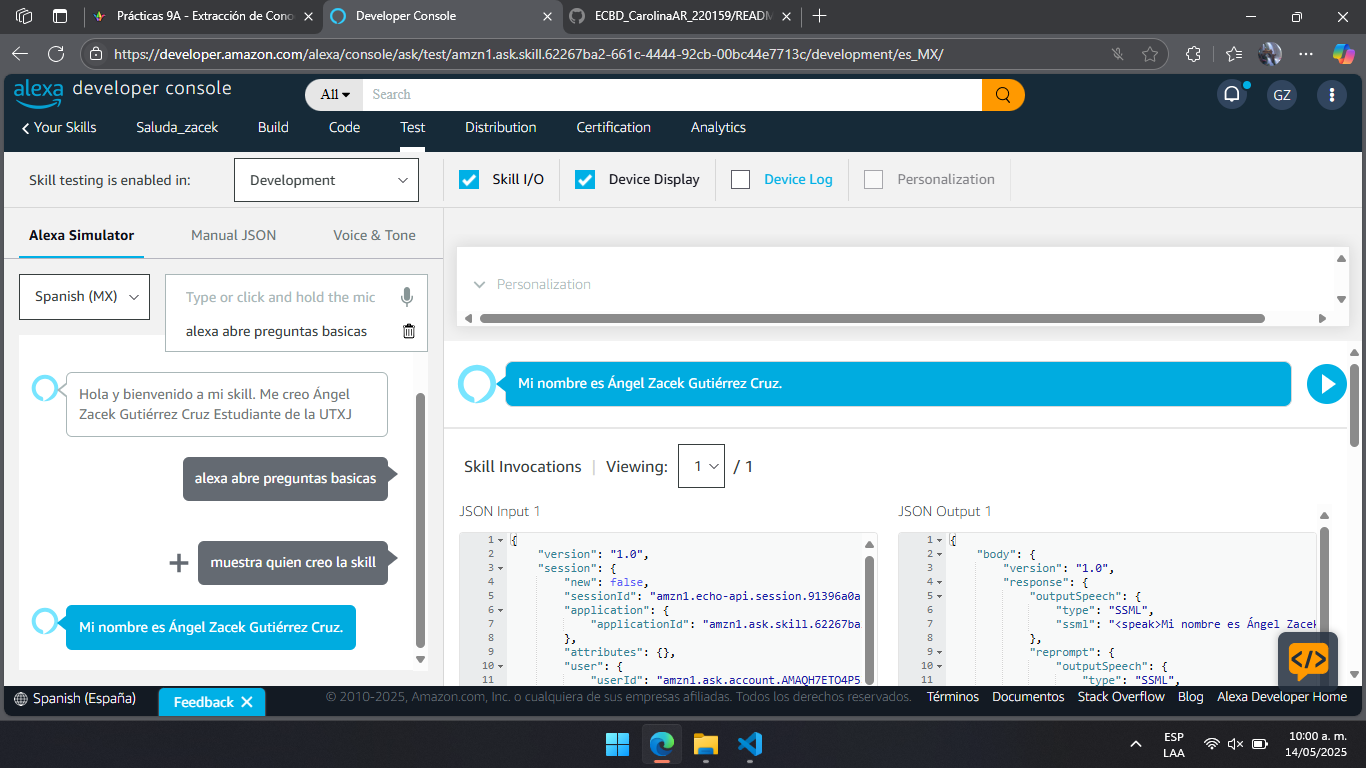 Prácticas 9A - Extracción de Cono
Developer Console
ECBD_CarolinaAR_220159/READM
https://developer.amazon.com/alexa/console/ask/test/amzn1.ask.skill.62267ba2-661c-4444-92cb-00bc44e7713c/development/es_MX/
alexa developer console
All
Search
GZ
Your Skills
Saluda_zacek
Build
Code
Test
Distribution
Certification
Analytics
Skill testing is enabled in:
Development
Skill I/O
Device Display
Device Log
Personalization
Alexa Simulator
Manual JSON
Voice & Tone
Spanish (MX)
Type or click and hold the mic
alexa abre preguntas basicas
Hola y bienvenido a mi skill. Me creo Ángel
Zacek Gutiérrez Cruz Estudiante de la UTXJ
alexa abre preguntas basicas
muestra quien creo la skill
Mi nombre es Ángel Zacek Gutiérrez Cruz.
Personalization
Mi nombre es Ángel Zacek Gutiérrez Cruz.
Skill Invocations | Viewing: 1 / 1
JSON Input 1
1 {
2 "version": "1.0",
3 "session": {
4 "new": false,
5 "sessionId": "amzn1.echo-api.session.91396a0a
6 "application": {
7 "applicationId": "amzn1.ask.skill.62267ba
8 },
9 "attributes": {},
10 "user": {
11 "userId": "amzn1.ask.account.AMAQH7ETO4P5
JSON Output 1
1 {
2 "body": {
3 "version": "1.0",
4 "response": {
5 "outputSpeech": {
6 "type": "SSML",
7 "ssml": "<speak>Mi nombre es Ángel Zacek
8 },
9 "reprompt": {
10 "outputSpeech": {
11 "type": "SSML",
Spanish (España)
Feedback
© 2010-2025, Amazon.com, Inc. o cualquiera de sus empresas afiliadas. Todos los derechos reservados.
Términos
Documentos
Stack Overflow
Blog
Alexa Developer Home
ESP
LAA
10:00 a. m.
14/05/2025